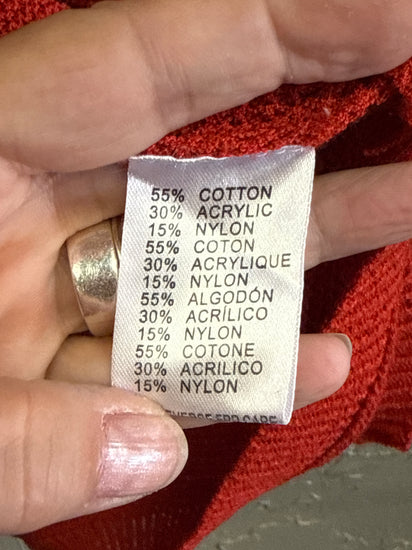 55% COTTON
30% ACRYLIC
15% NYLON
55% COTON
30% ACRYLIQUE
15% NYLON
55% ALGODÓN
30% ACRÍLICO
15% NYLON
55% COTONE
30% ACRILICO
15% NYLON